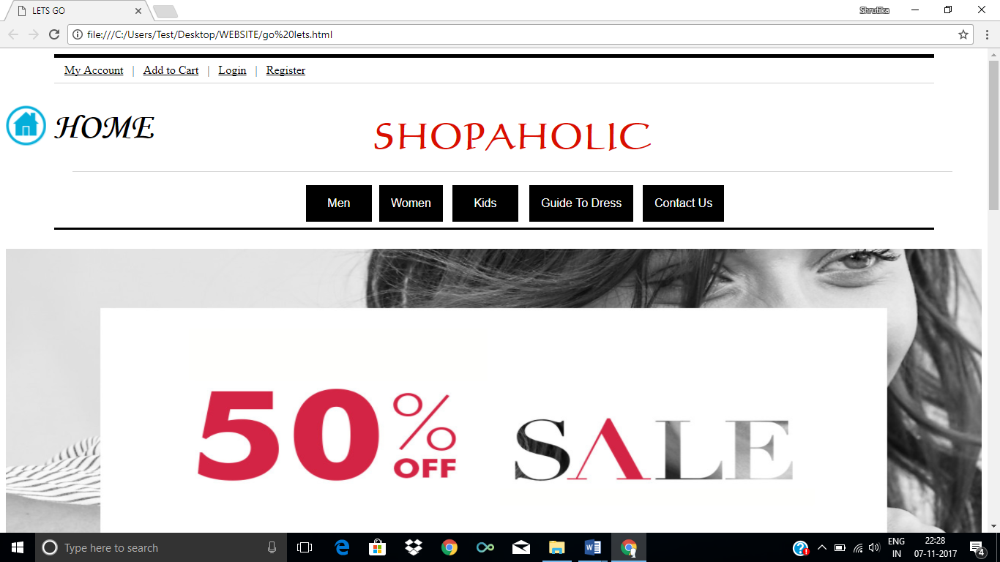 LETS GO
Shrutika
file:///C:/Users/Test/Desktop/WEBSITE/go%20lets.html
My Account | Add to Cart | Login | Register
HOME
SHOPAHOLIC
Men Women Kids Guide To Dress Contact Us
50% OFF
SALE
Type here to search
ENG 22:28
IN 07-11-2017
4